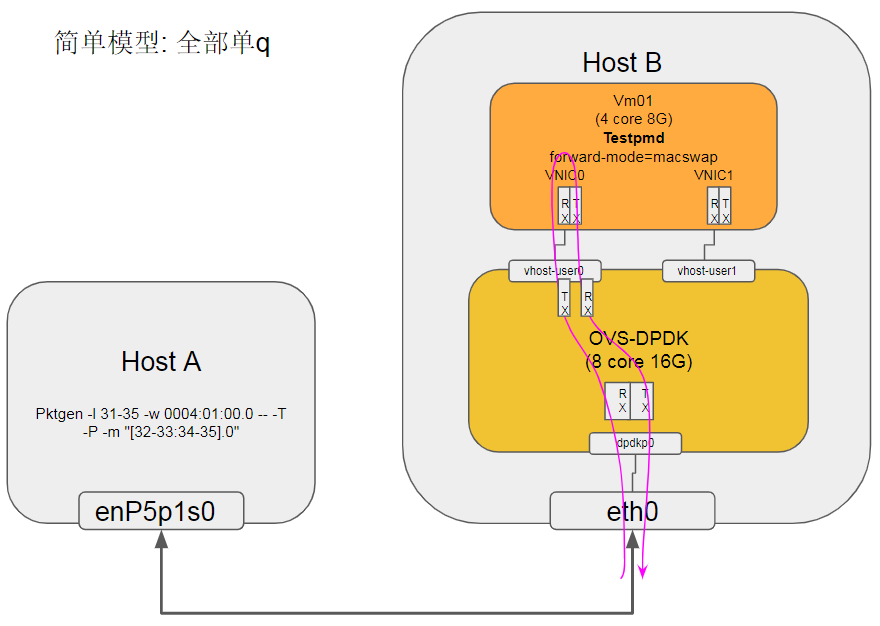 简单模型: 全部单q
Host B
Vm01
(4 core 8G)
Testpmd
forward-mode=macswap
VNIC0
VNIC1
RX
TX
RX
TX
vhost-user0
vhost-user1
TX
RX
OVS-DPDK
(8 core 16G)
RX
TX
dpdkp0
eth0
Host A
Pktgen -l 31-35 -w 0004:01:00.0 -- -T
-P -m "[32-33:34-35].0"
enP5p1s0